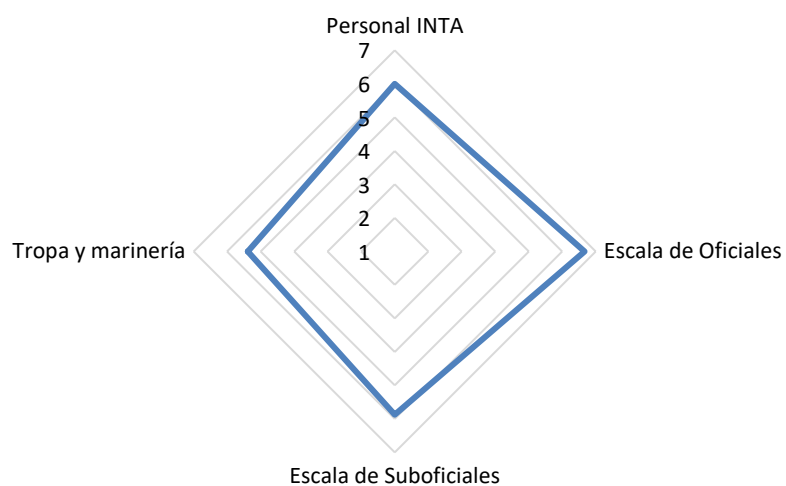 Personal INTA
7
6
5
4
3
2
1
Tropa y marinería
Escala de Oficiales
Escala de Suboficiales